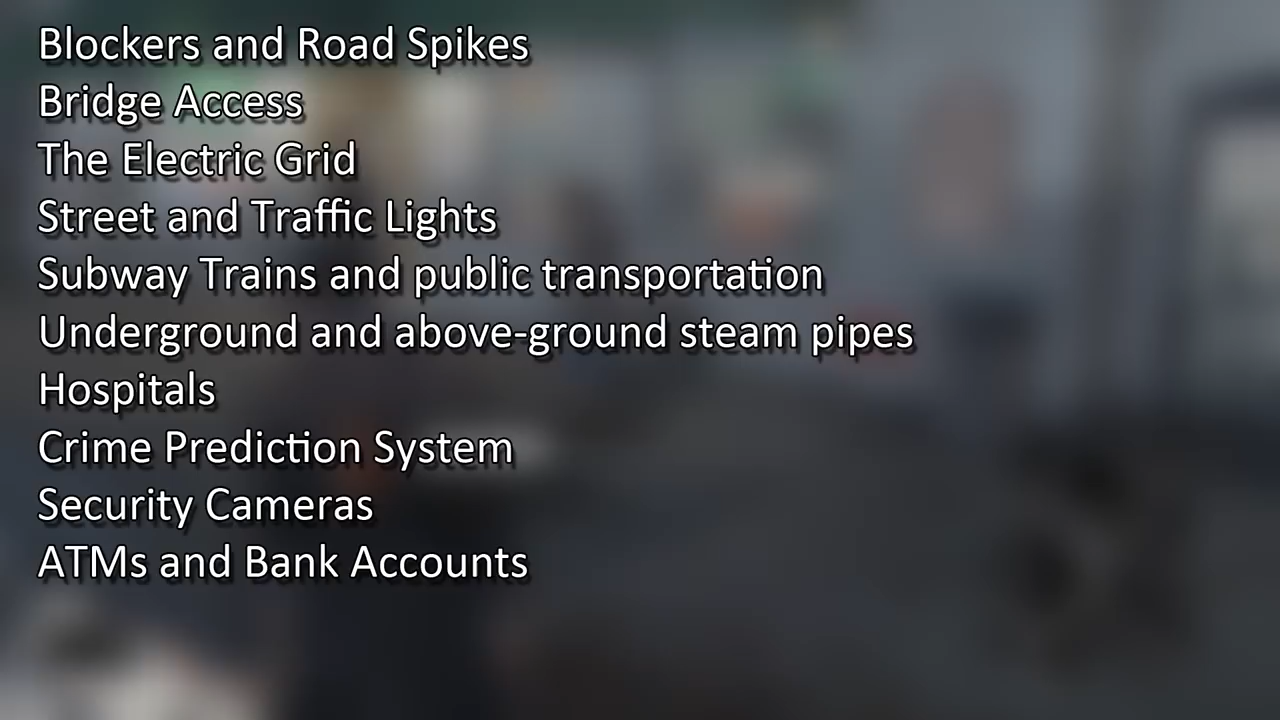 Blockers and Road Spikes
Bridge Access
The Electric Grid
Street and Traffic Lights
Subway Trains and public transportation
Underground and above-ground steam pipes
Hospitals
Crime Prediction System
Security Cameras
ATMs and Bank Accounts